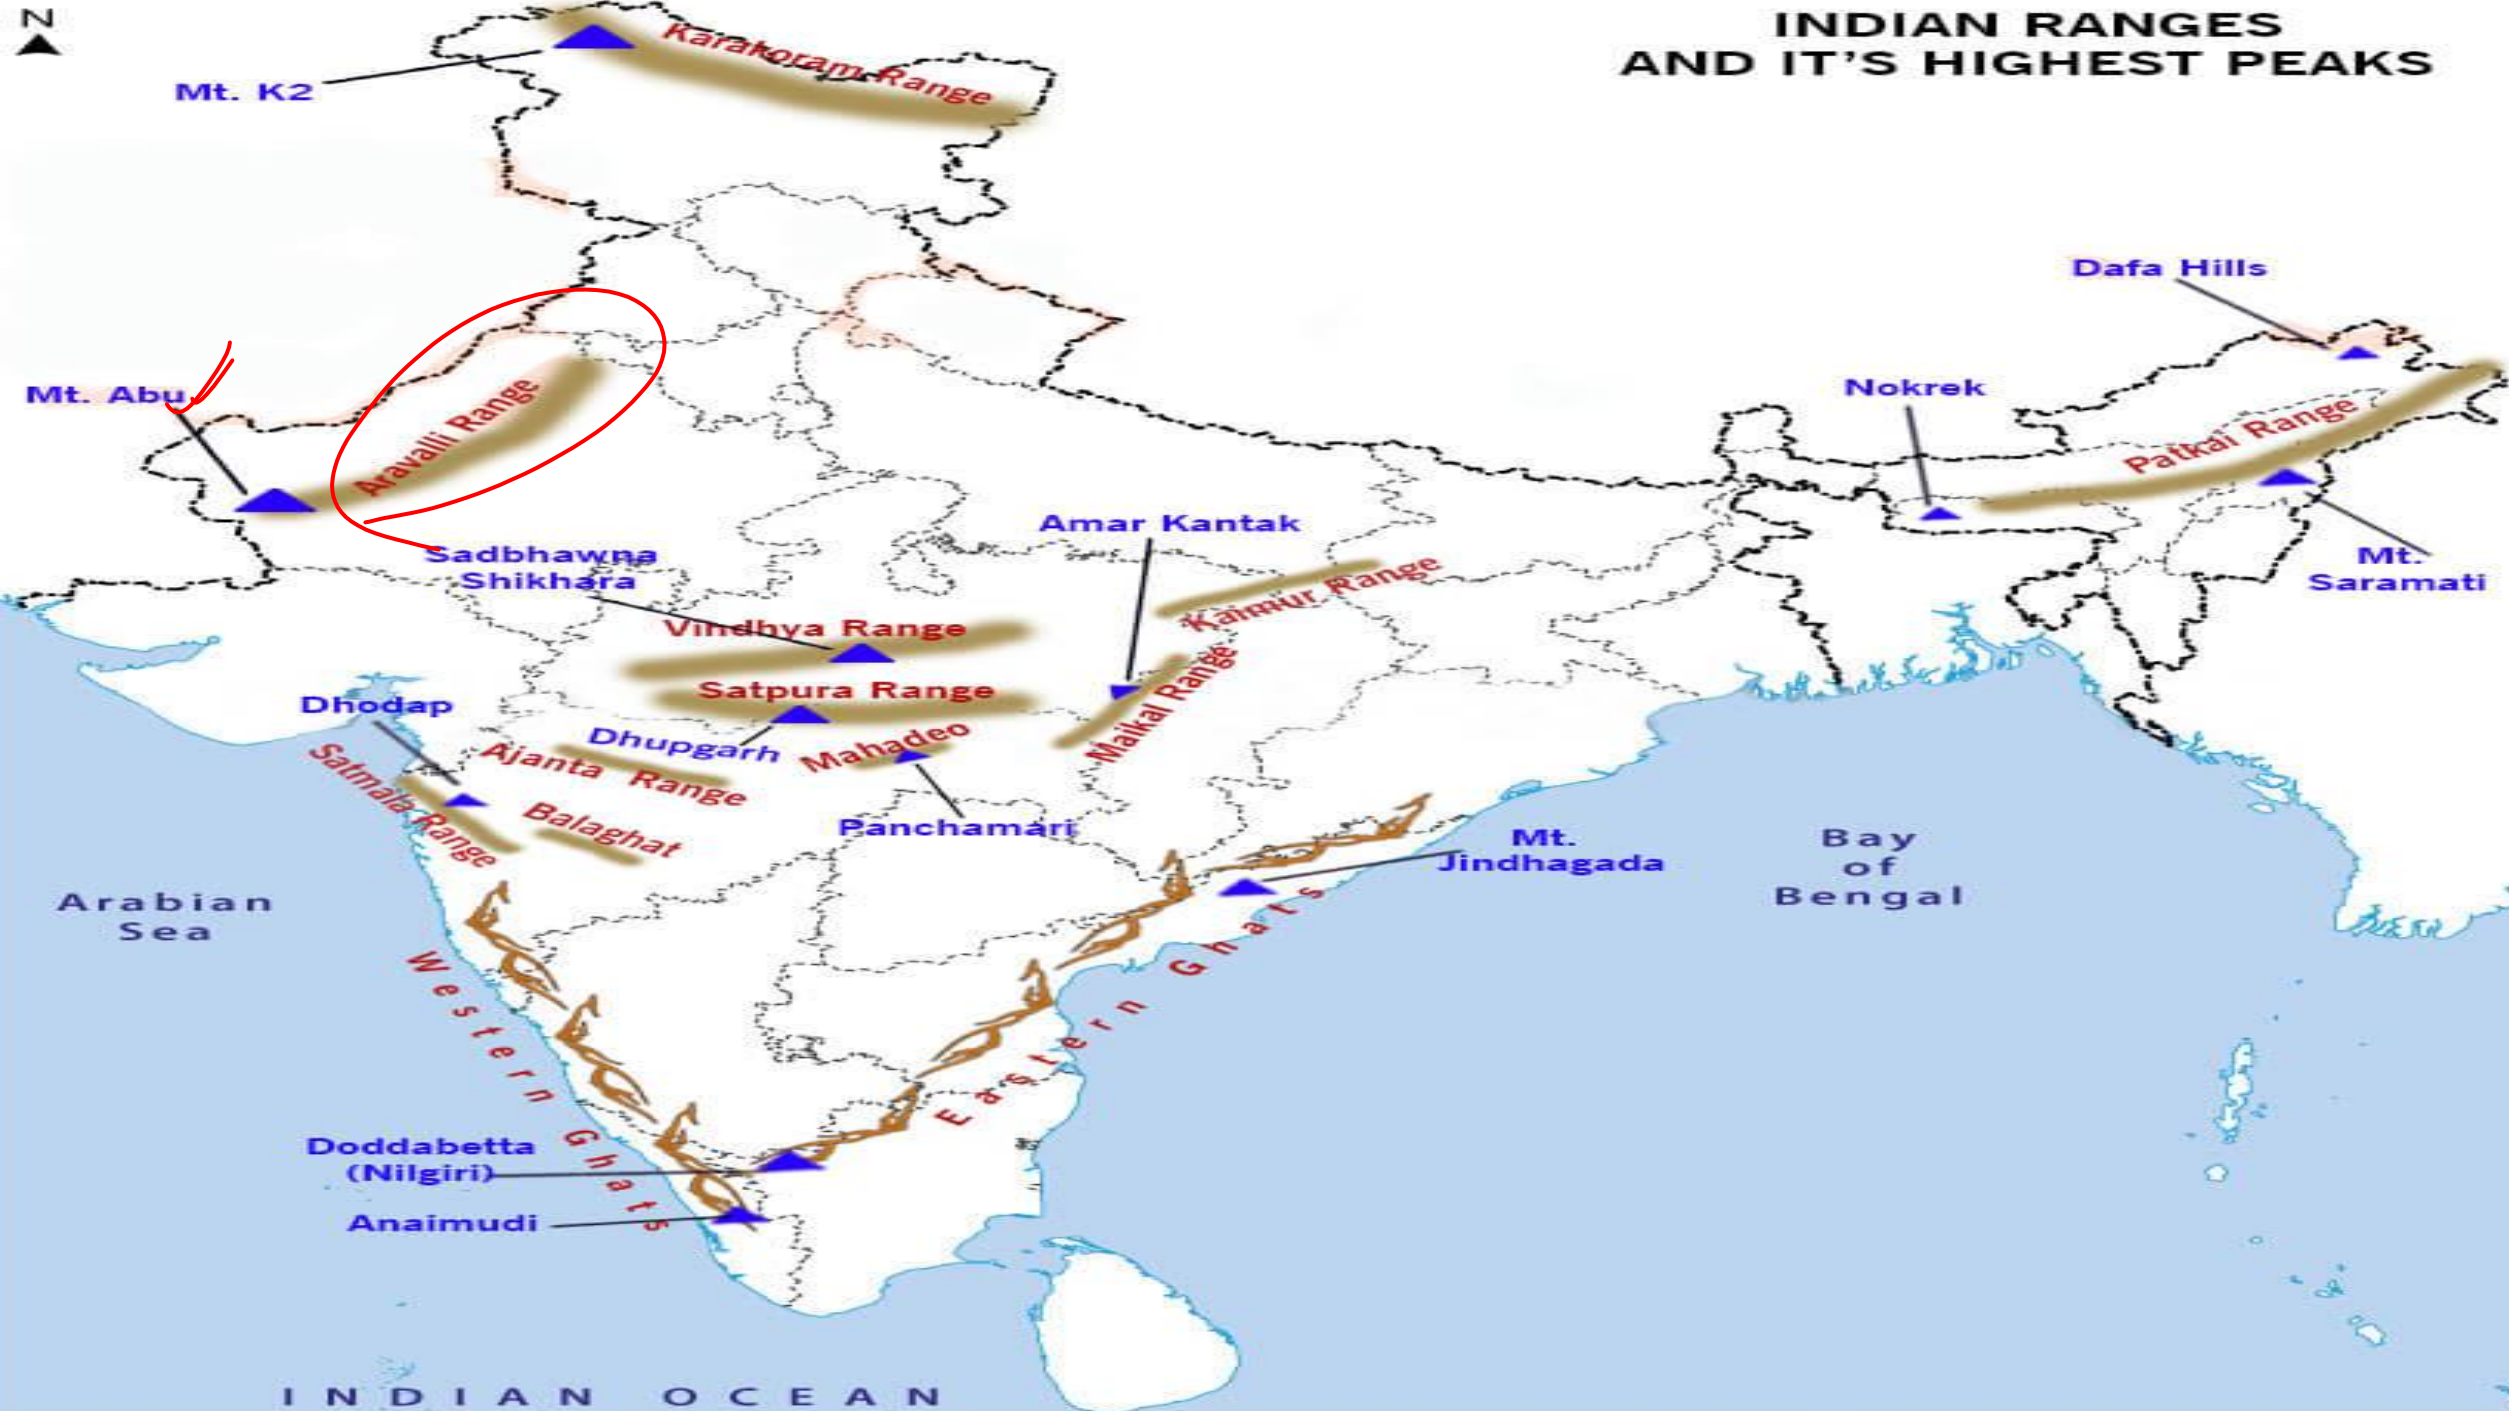 N
INDIAN RANGES
AND IT'S HIGHEST PEAKS
Karakoram Range
Mt. K2
Dafa Hills
Mt. Abu
Nokrek
Aravalli Range
Patkai Range
Amar Kantak
Sadbhawna
Shikhara
Mt.
Saramati
Kaimur Range
Vindhya Range
Satpura Range
Maikal Range
Dhodap
Dhupgarh
Mahadeo
Ajanta Range
Satmala Range
Balaghat
Panchamari
Mt.
Jindhagada
Bay
of
Bengal
Arabian
Sea
Western Ghats
Eastern Ghats
Doddabetta
(Nilgiri)
Anaimudi
INDIAN OCEAN